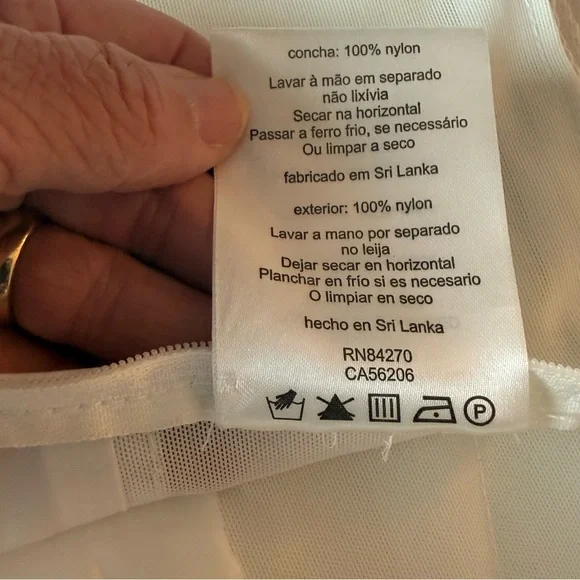 concha: 100% nylon
Lavar à mão em separado
não lixívia
Secar na horizontal
Passar a ferro frio, se necessário
Ou limpar a seco
fabricado em Sri Lanka
exterior: 100% nylon
Lavar a mano por separado
no leija
Dejar secar en horizontal
Planchar en frío si es necesario
O limpiar en seco
hecho en Sri Lanka
RN84270
CA56206
P